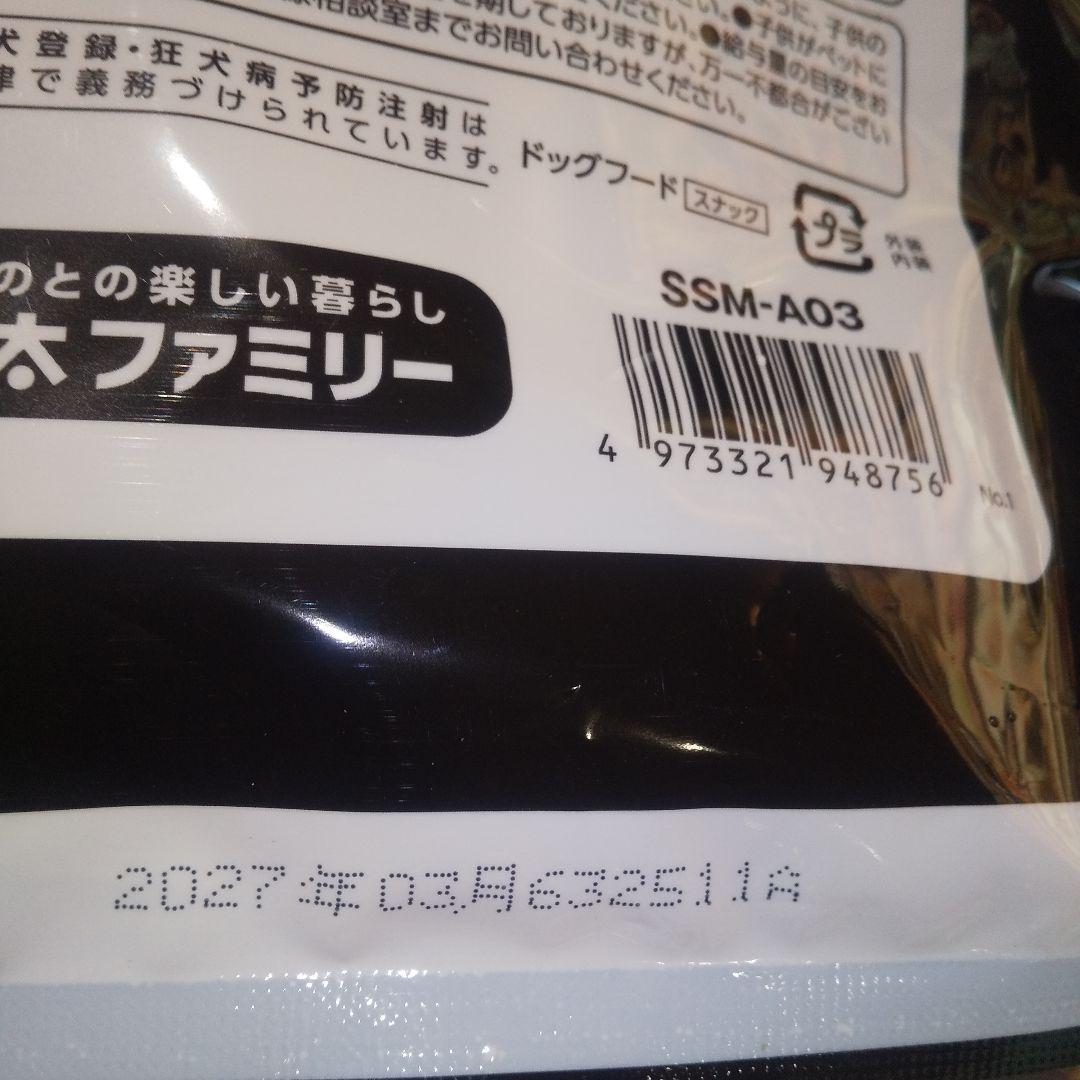 ように、子供の
ください。●子供がペットに
期しておりますが、万一不都合がござい
ください。●給与量の目安をお
相談室までお問い合わせください。
犬登録・狂犬病予防注射は
律で義務づけられています。
ドッグフード スナック
プラ
外装
内装
のとの楽しい暮らし
太ファミリー
SSM-A03
4 973321 948756
No.1
2027年03月632511A